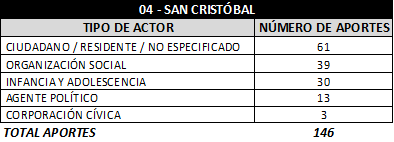 04 - SAN CRISTÓBAL
TIPO DE ACTOR NÚMERO DE APORTES
CIUDADANO / RESIDENTE / NO ESPECIFICADO 61
ORGANIZACIÓN SOCIAL 39
INFANCIA Y ADOLESCENCIA 30
AGENTE POLÍTICO 13
CORPORACIÓN CÍVICA 3
TOTAL APORTES 146